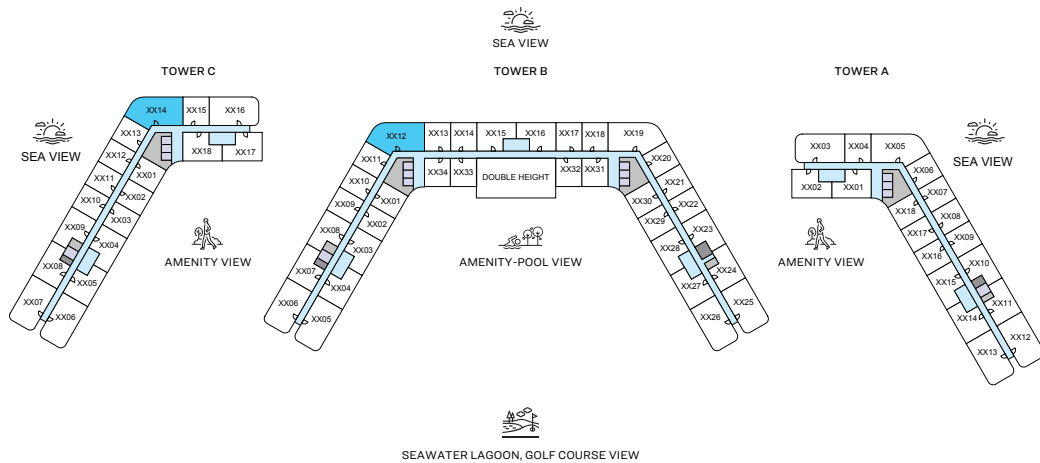 SEA VIEW
TOWER C
TOWER B
TOWER A
XX14
XX15
XX16
XX13
XX12
XX11
XX10
XX09
XX08
XX07
XX06
XX18
XX17
XX01
XX02
XX03
XX04
XX05
SEA VIEW
AMENITY VIEW
XX12
XX13
XX14
XX15
XX16
XX17
XX18
XX19
XX11
XX10
XX09
XX08
XX07
XX06
XX34
XX33
DOUBLE HEIGHT
XX32
XX31
XX01
XX02
XX03
XX04
XX05
XX20
XX21
XX22
XX23
XX24
XX25
XX30
XX29
XX28
XX27
XX26
AMENITY-POOL VIEW
XX03
XX04
XX05
XX02
XX01
XX06
XX07
XX08
XX09
XX10
XX11
XX12
XX18
XX17
XX16
XX15
XX14
XX13
SEA VIEW
AMENITY VIEW
SEAWATER LAGOON, GOLF COURSE VIEW